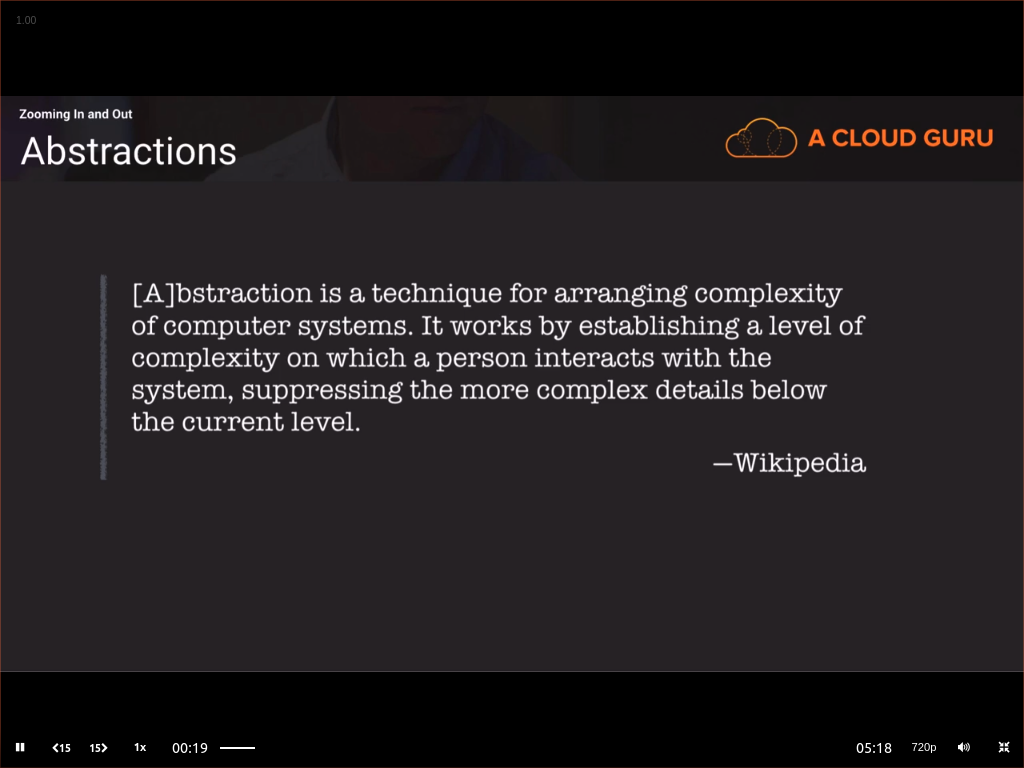 1.00
Zooming In and Out
Abstractions
A CLOUD GURU
[A]bstraction is a technique for arranging complexity
of computer systems. It works by establishing a level of
complexity on which a person interacts with the
system, suppressing the more complex details below
the current level.
—Wikipedia
15 15 1x 00:19 05:18 720p